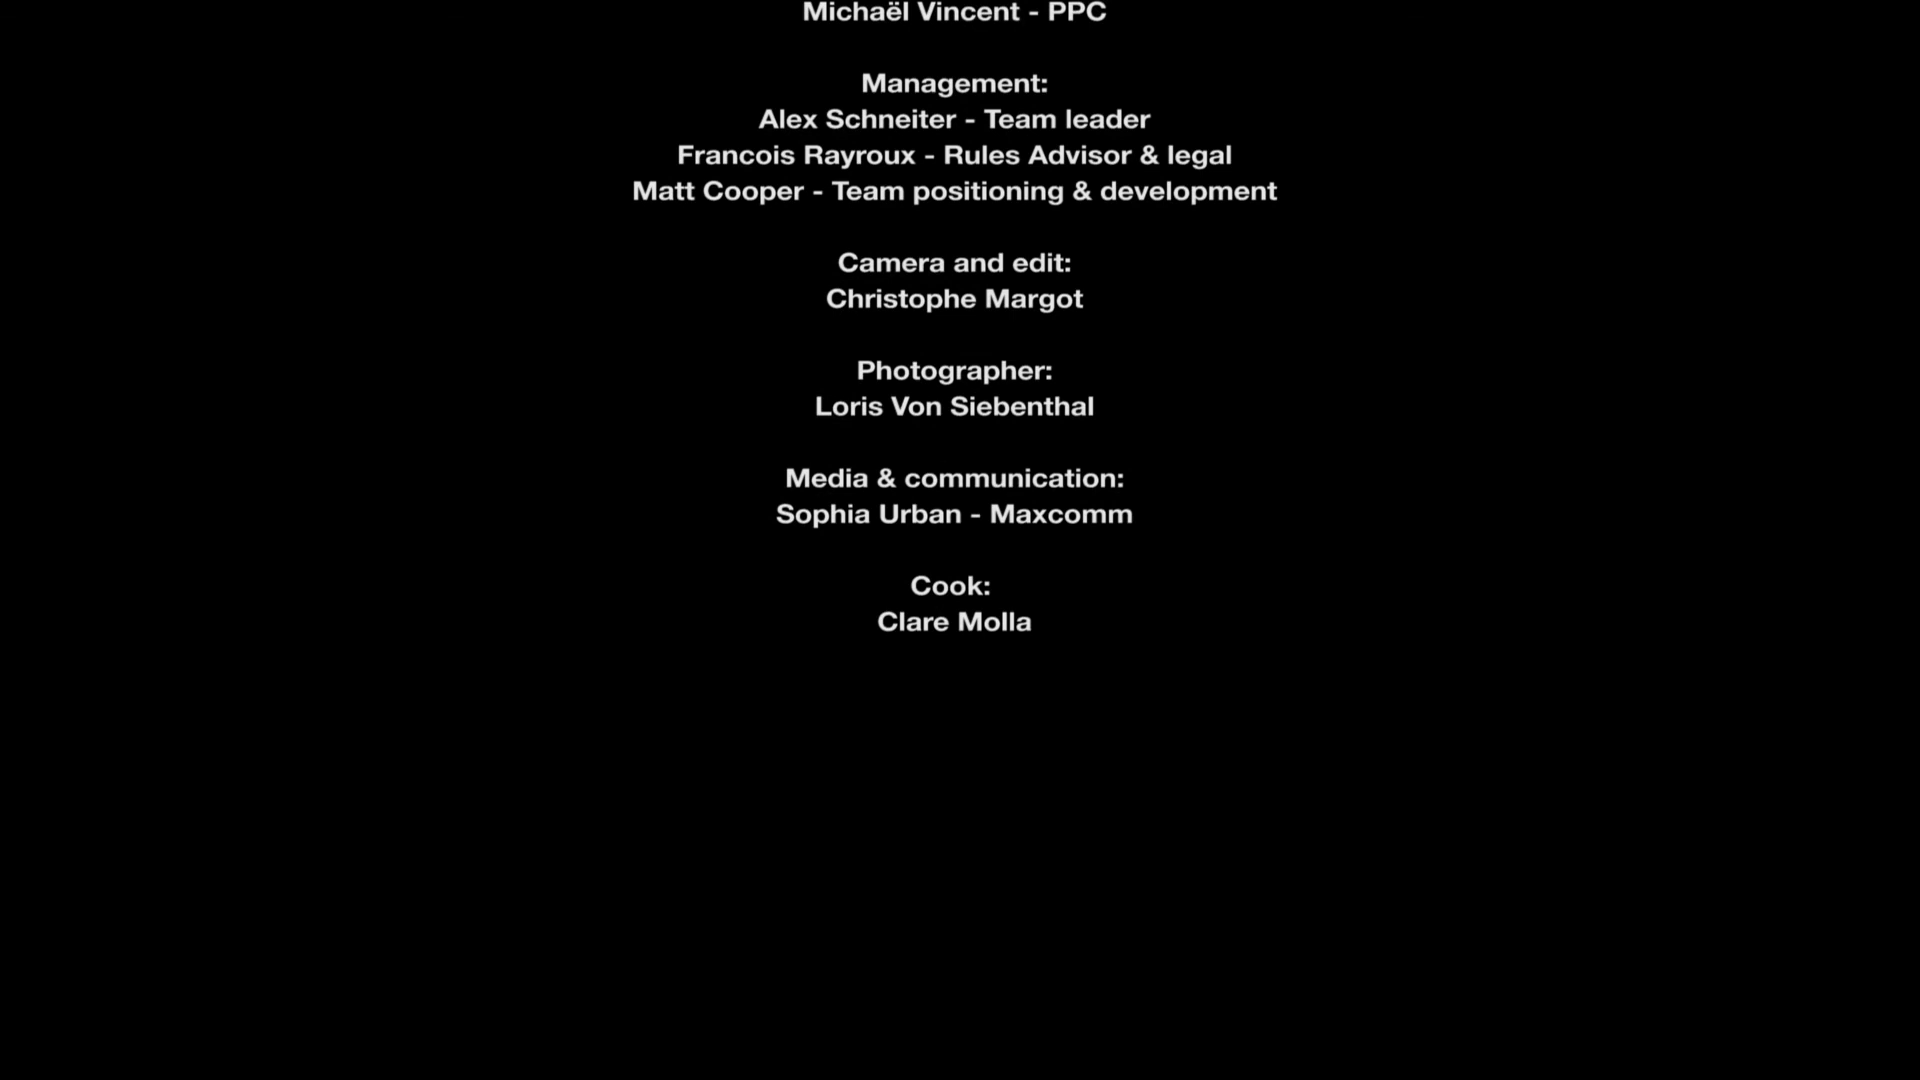 Michaël Vincent - PPC
Management:
Alex Schneiter - Team leader
Francois Rayroux - Rules Advisor & legal
Matt Cooper - Team positioning & development
Camera and edit:
Christophe Margot
Photographer:
Loris Von Siebenthal
Media & communication:
Sophia Urban - Maxcomm
Cook:
Clare Molla